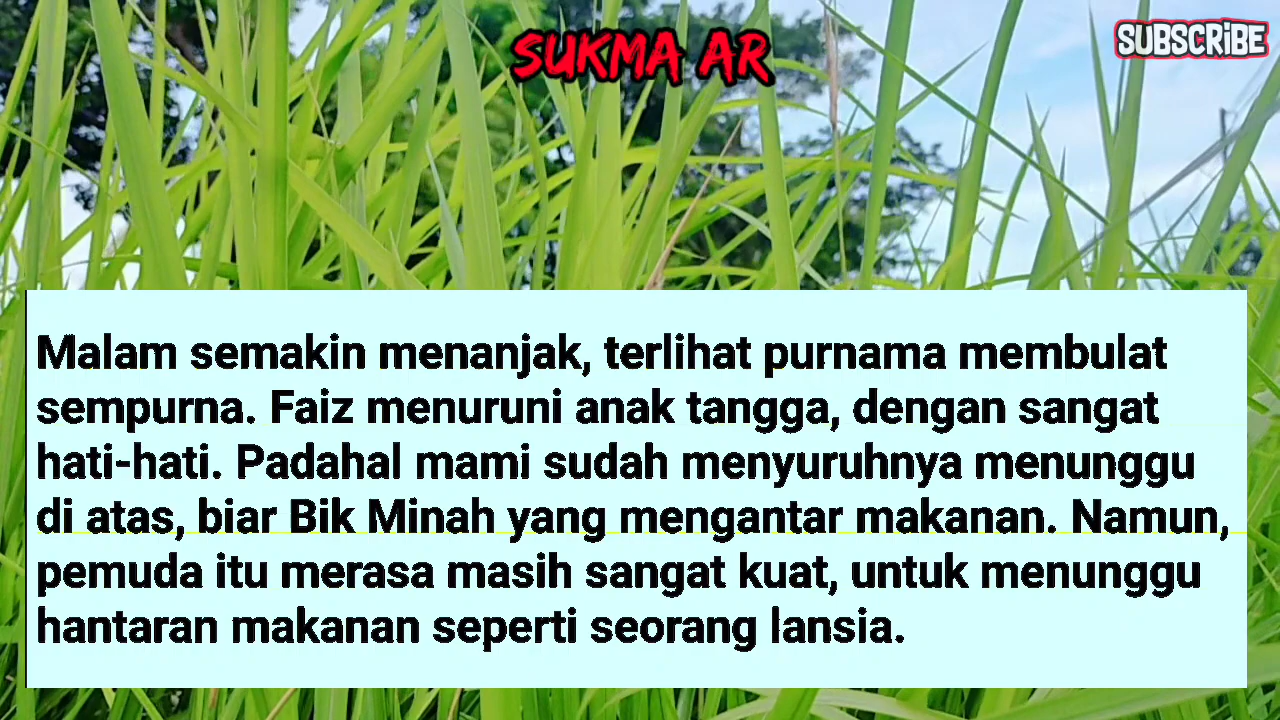 SUKMA AR
SUBSCRiBE
Malam semakin menanjak, terlihat purnama membulat
sempurna. Faiz menuruni anak tangga, dengan sangat
hati-hati. Padahal mami sudah menyuruhnya menunggu
di atas, biar Bik Minah yang mengantar makanan. Namun,
pemuda itu merasa masih sangat kuat, untuk menunggu
hantaran makanan seperti seorang lansia.